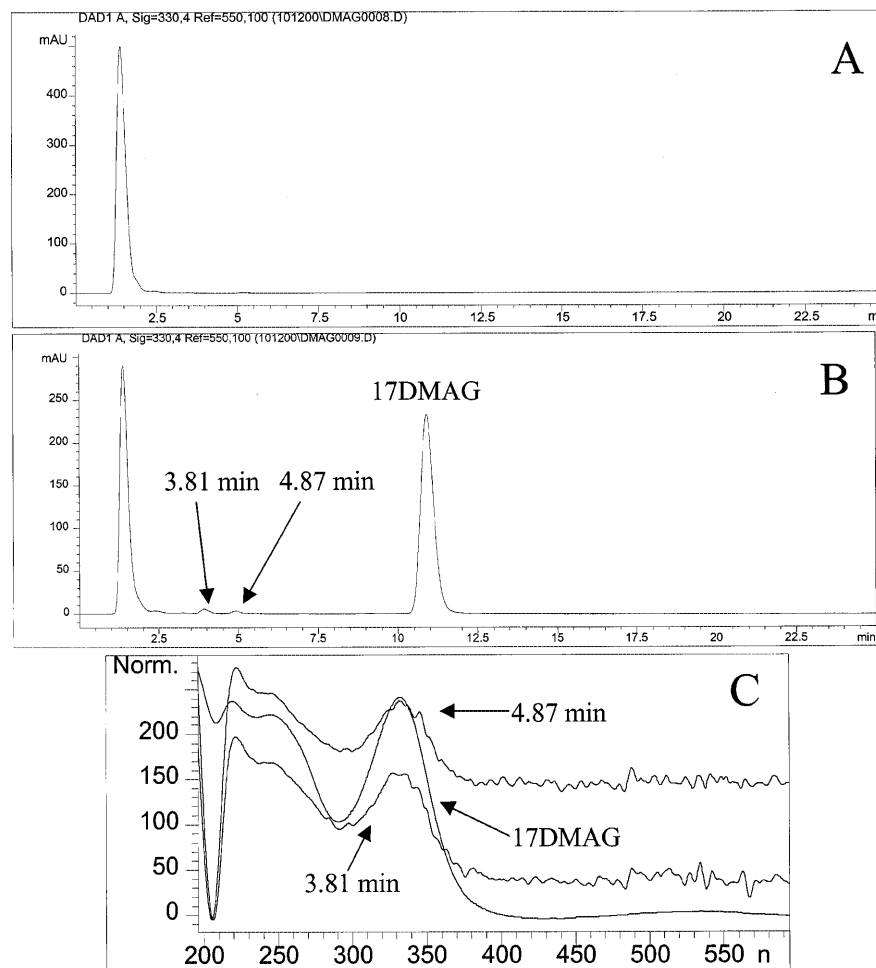 DAD1 A, Sig=330,4 Ref=550,100 (101200\DMAG0008.D)
mAU
A
400
300
200
100
0
2.5 5 7.5 10 12.5 15 17.5 20 22.5 m
DAD1 A, Sig=330,4 Ref=550,100 (101200\DMAG0009.D)
mAU
B
17DMAG
250
3.81 min 4.87 min
200
150
100
50
0
2.5 5 7.5 10 12.5 15 17.5 20 22.5 min
Norm.
C
4.87 min
200
150
100
17DMAG
50
3.81 min
0
200 250 300 350 400 450 500 550 n